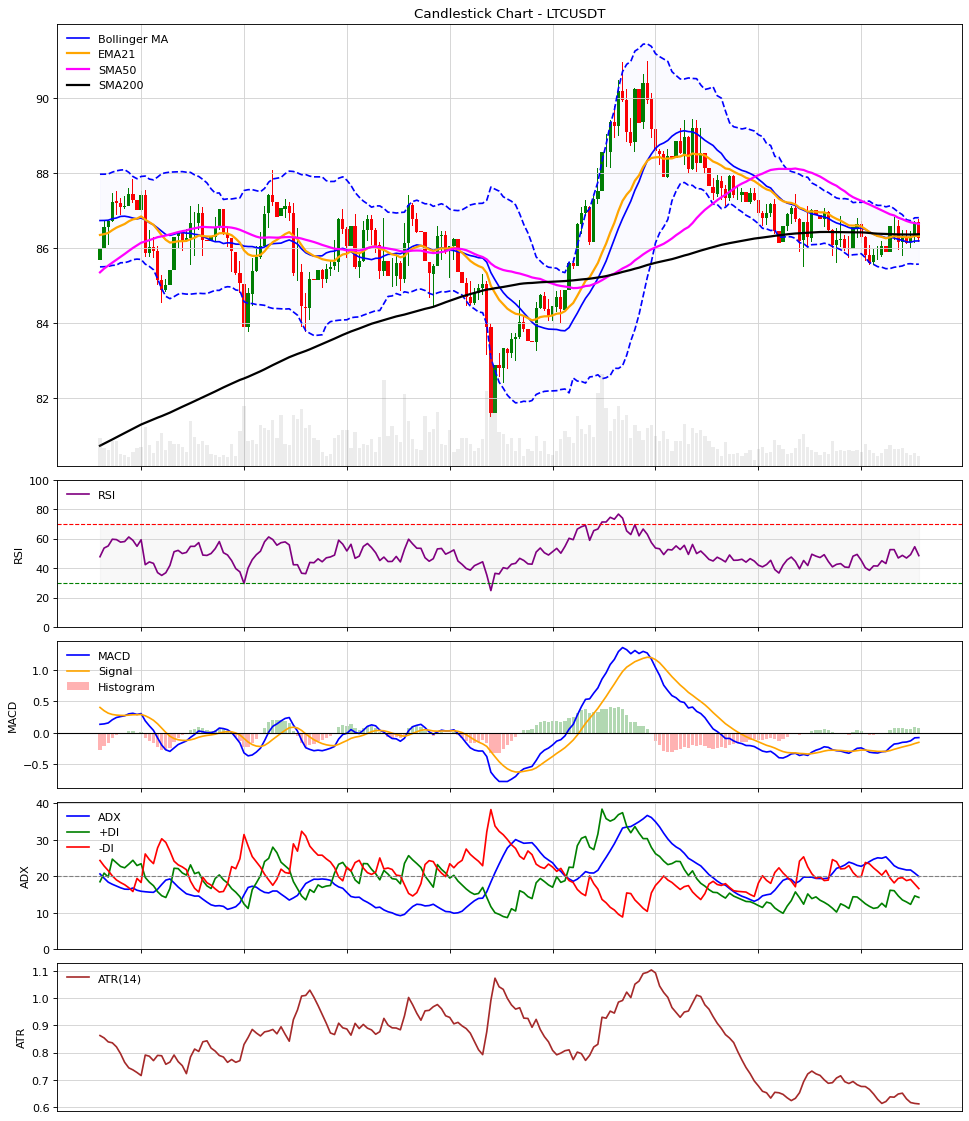 Candlestick Chart - LTCUSDT
Bollinger MA
EMA21
SMA50
SMA200
90
88
86
84
82
100
80
60
40
20
0
RSI
RSI
1.0
0.5
0.0
−0.5
MACD
MACD
Signal
Histogram
40
30
20
10
0
ADX
ADX
+DI
-DI
1.1
1.0
0.9
0.8
0.7
0.6
ATR
ATR(14)